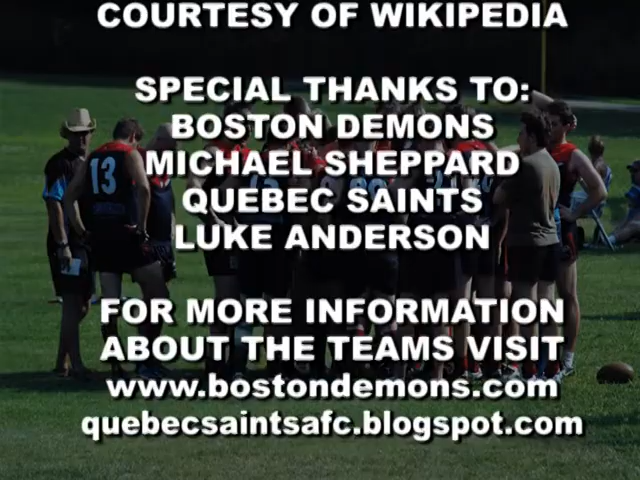 COURTESY OF WIKIPEDIA
SPECIAL THANKS TO:
BOSTON DEMONS
MICHAEL SHEPPARD
QUEBEC SAINTS
LUKE ANDERSON
FOR MORE INFORMATION
ABOUT THE TEAMS VISIT
www.bostondemons.com
quebecsaintsafc.blogspot.com
13